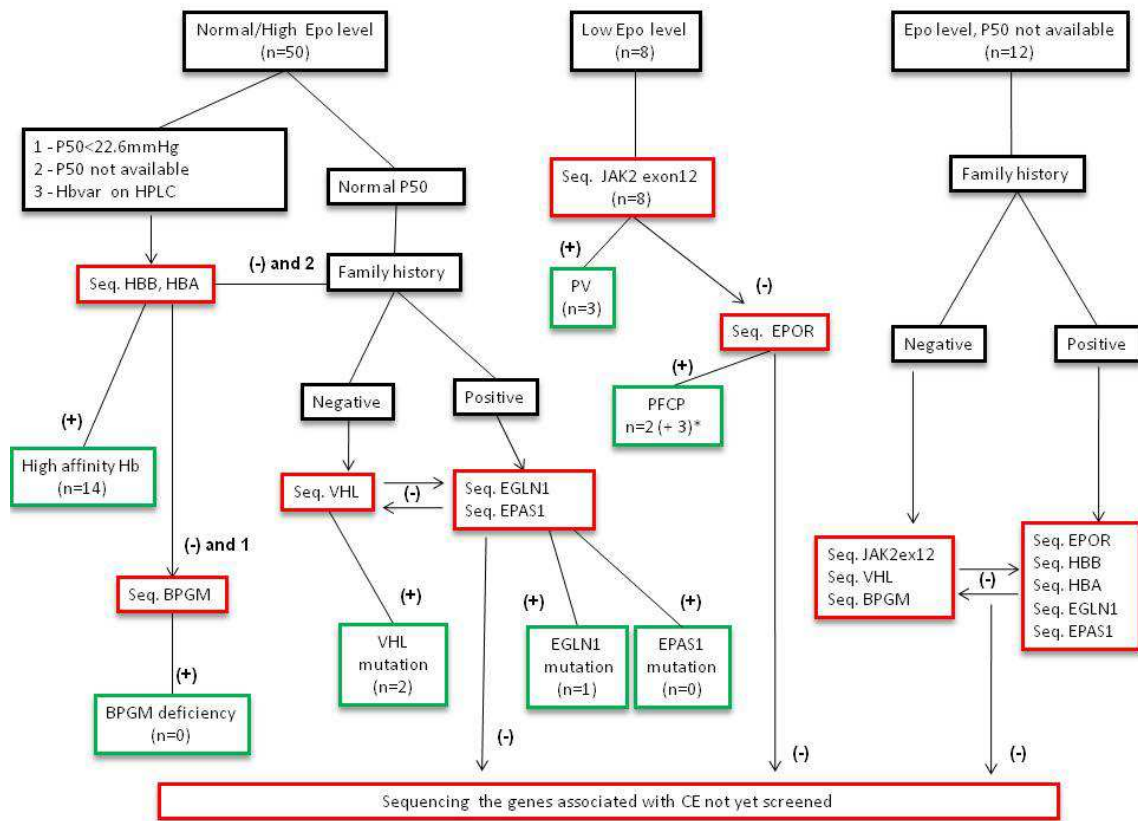 Normal/High Epo level
(n=50)
Low Epo level
(n=8)
Epo level, P50 not available
(n=12)
1 - P50<22.6mmHg
2 - P50 not available
3 - Hbvar on HPLC
Normal P50
Seq. JAK2 exon12
(n=8)
Family history
(-) and 2
Family history
Seq. HBB, HBA
(+)
PV
(n=3)
(-)
Seq. EPOR
Negative
Positive
(+)
PFCP
n=2 (+ 3)*
Negative
Positive
(+)
High affinity Hb
(n=14)
Seq. VHL
(-)
Seq. EGLN1
Seq. EPAS1
(-) and 1
Seq. BPGM
Seq. JAK2ex12
Seq. VHL
Seq. BPGM
(-)
Seq. EPOR
Seq. HBB
Seq. HBA
Seq. EGLN1
Seq. EPAS1
(+)
(+)
(+)
VHL
mutation
(n=2)
EGLN1
mutation
(n=1)
EPAS1
mutation
(n=0)
(+)
BPGM deficiency
(n=0)
(-)
(-)
(-)
Sequencing the genes associated with CE not yet screened